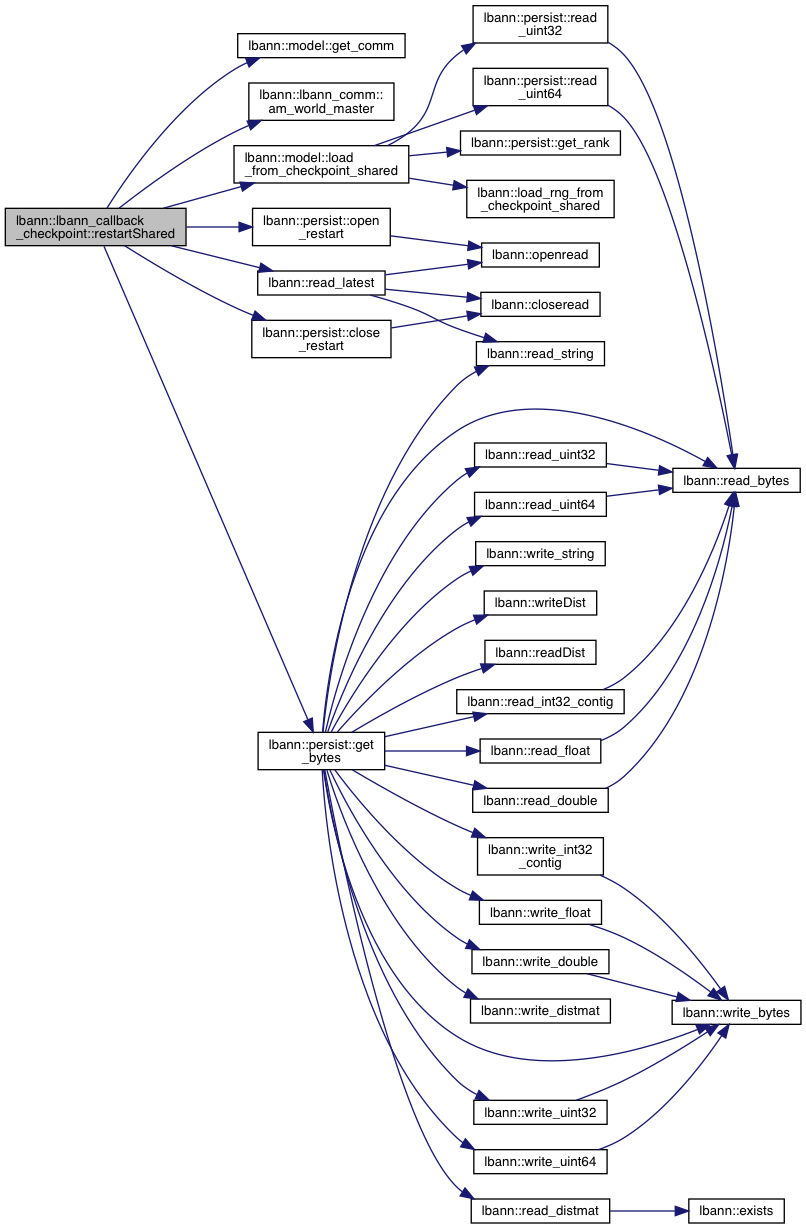 lbann::persist::read
_uint32
lbann::model::get_comm
lbann::persist::read
_uint64
lbann::lbann_comm::
am_world_master
lbann::persist::get_rank
lbann::model::load
_from_checkpoint_shared
lbann::load_rng_from
_checkpoint_shared
lbann::lbann_callback
_checkpoint::restartShared
lbann::persist::open
_restart
lbann::openread
lbann::read_latest
lbann::closeread
lbann::persist::close
_restart
lbann::read_string
lbann::read_uint32
lbann::read_bytes
lbann::read_uint64
lbann::write_string
lbann::writeDist
lbann::readDist
lbann::read_int32_contig
lbann::persist::get
_bytes
lbann::read_float
lbann::read_double
lbann::write_int32
_contig
lbann::write_float
lbann::write_double
lbann::write_distmat
lbann::write_bytes
lbann::write_uint32
lbann::write_uint64
lbann::read_distmat
lbann::exists